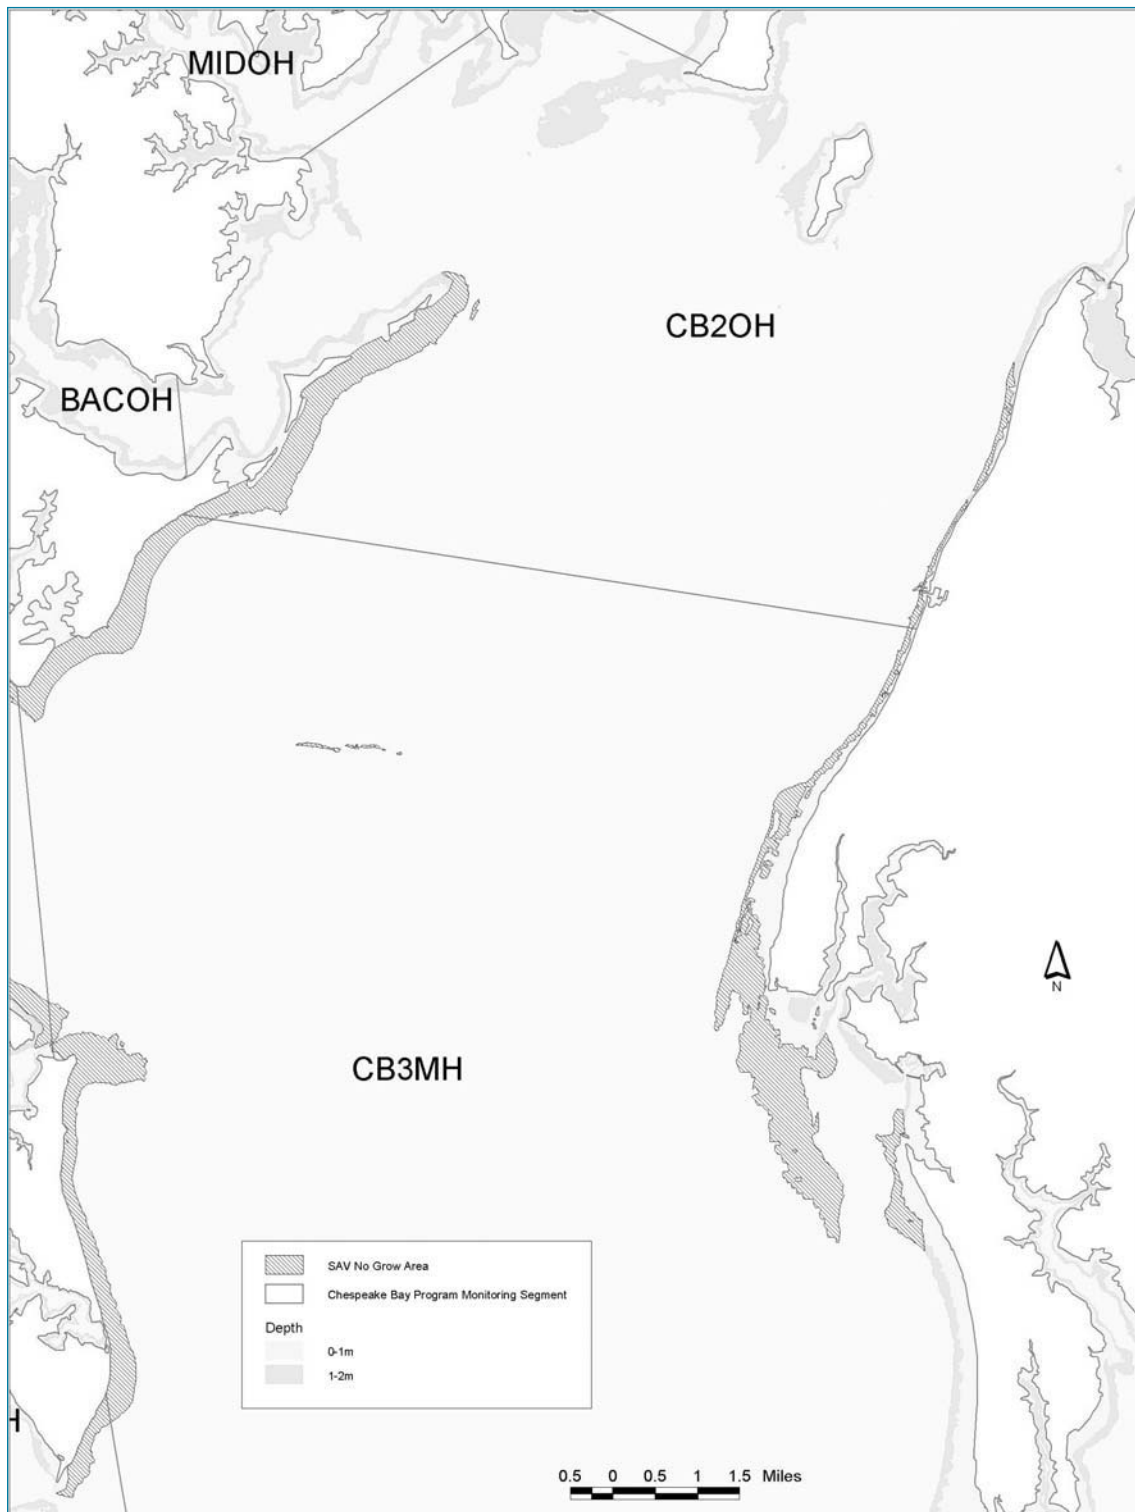 MIDOH
CB2OH
BACOH
N
CB3MH
SAV No Grow Area
Chespeake Bay Program Monitoring Segment
Depth
0-1m
1-2m
H
0.5 0 0.5 1 1.5 Miles